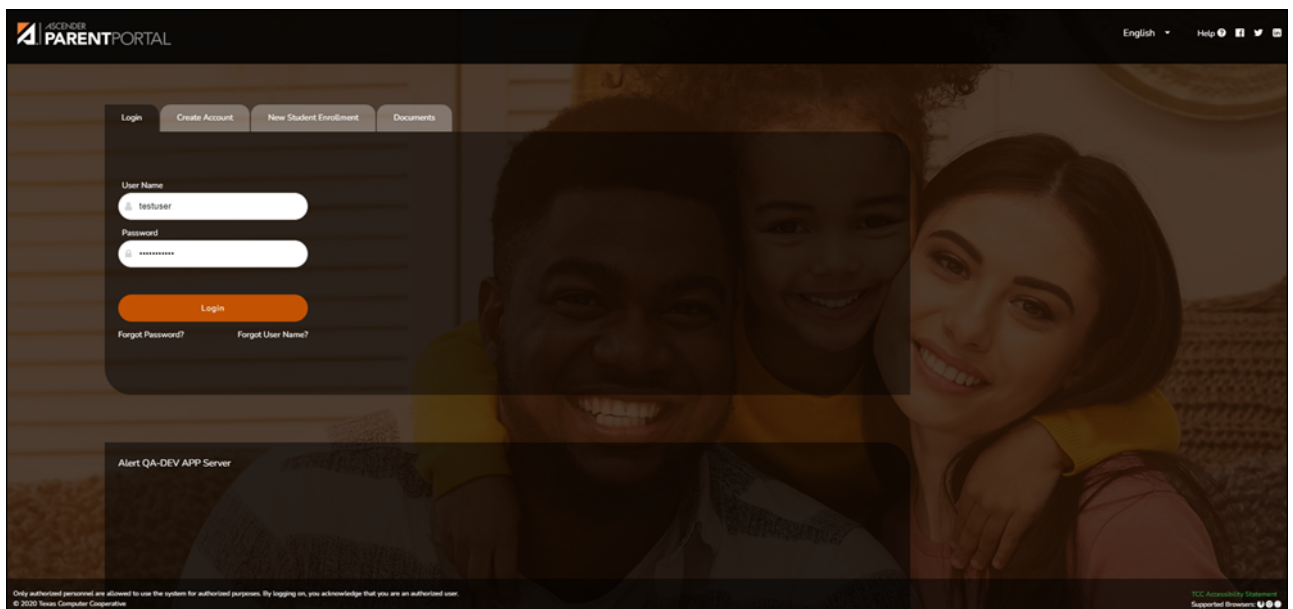 ASCENDER
PARENTPORTAL
English
Help
Login
Create Account
New Student Enrollment
Documents
User Name
testuser
Password
Login
Forgot Password?
Forgot User Name?
Alert QA-DEV APP Server
Only authorized personnel are allowed to use the system for authorized purposes. By logging on, you acknowledge that you are an authorized user.
© 2020 Texas Computer Cooperative
TCC Accessibility Statement
Supported Browsers: